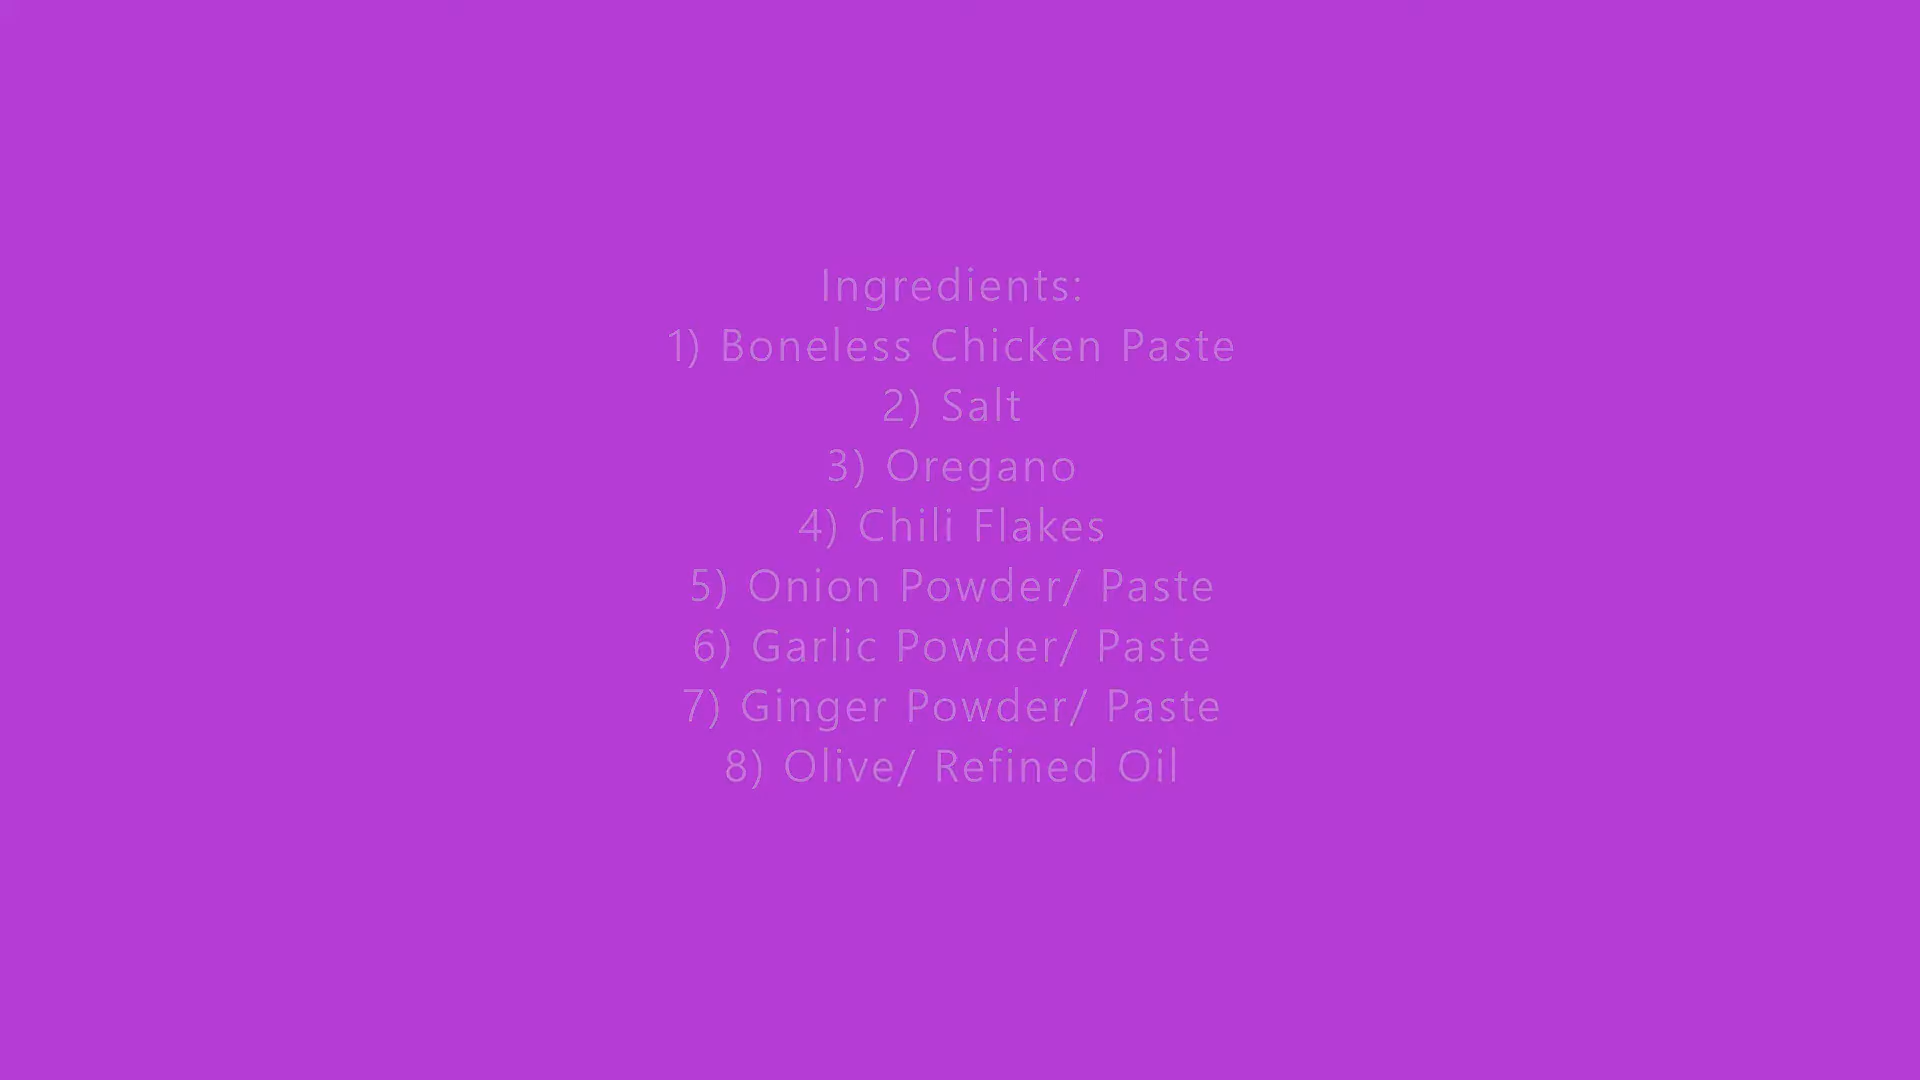 Ingredients:
1) Boneless Chicken Paste
2) Salt
3) Oregano
4) Chili Flakes
5) Onion Powder/ Paste
6) Garlic Powder/ Paste
7) Ginger Powder/ Paste
8) Olive/ Refined Oil